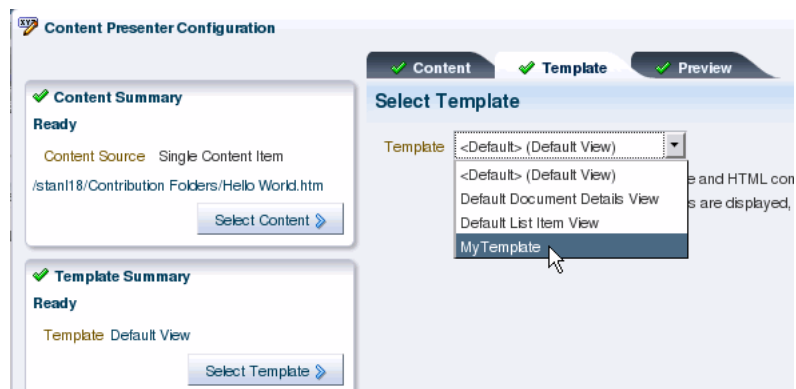 Content Presenter Configuration
Content Template Preview
Content Summary
Ready
Content Source Single Content Item
/stanl18/Contribution Folders/Hello World.htm
Select Content
Template Summary
Ready
Template Default View
Select Template
Select Template
Template <Default> (Default View)
<Default> (Default View)
Default Document Details View
Default List Item View
MyTemplate
e and HTML con
s are displayed,